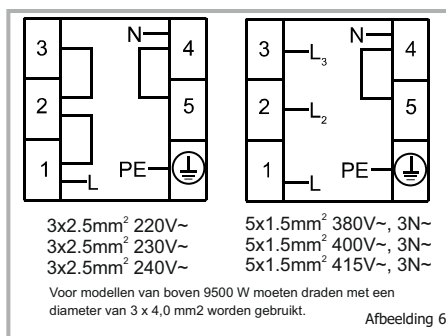 3 N 4
2 5
1 L PE
3 L₃ N 4
2 L₂ 5
1 L PE
3x2.5mm² 220V~
3x2.5mm² 230V~
3x2.5mm² 240V~
5x1.5mm² 380V~, 3N~
5x1.5mm² 400V~, 3N~
5x1.5mm² 415V~, 3N~
Voor modellen van boven 9500 W moeten draden met een
diameter van 3 x 4,0 mm2 worden gebruikt.
Afbeelding 6